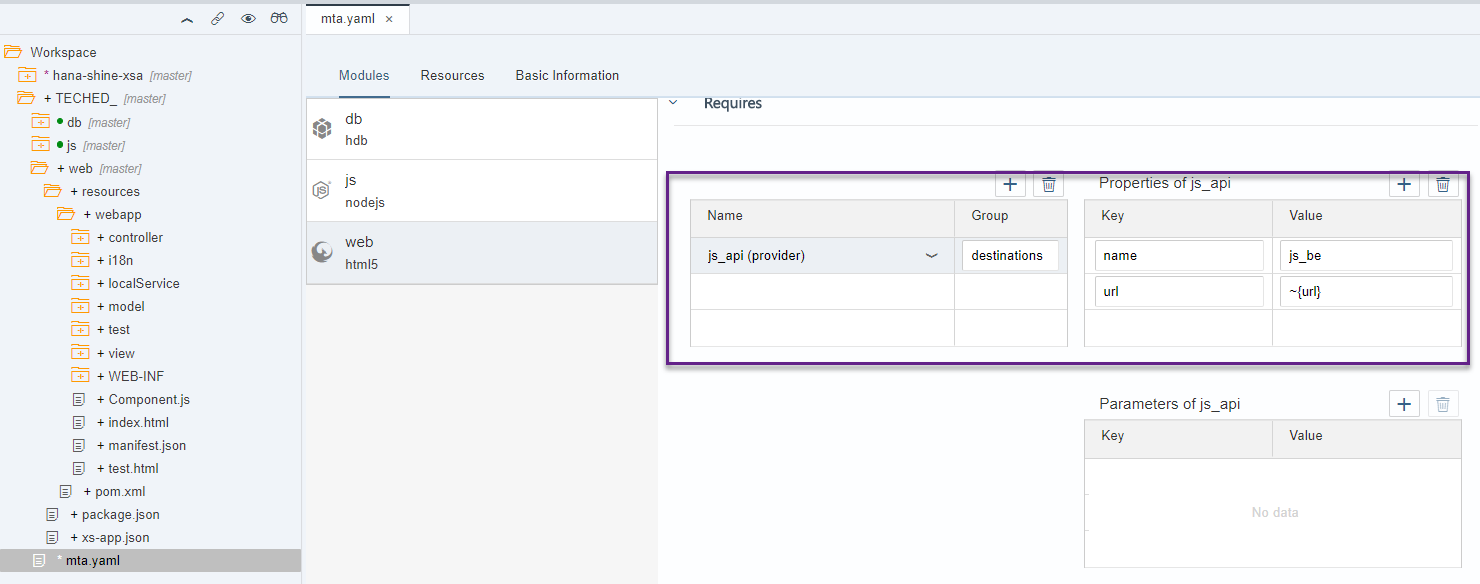 mta.yaml ×
Workspace
* hana-shine-xsa [master]
+ TECHED_ [master]
db [master]
js [master]
+ web [master]
+ resources
+ webapp
+ controller
+ i18n
+ localService
+ model
+ test
+ view
+ WEB-INF
+ Component.js
+ index.html
+ manifest.json
+ test.html
+ pom.xml
+ package.json
+ xs-app.json
* mta.yaml
Modules Resources Basic Information
db
hdb
JS
js
nodejs
web
html5
Requires
Name Group
js_api (provider) destinations
Properties of js_api
Key Value
name js_be
url ~{url}
Parameters of js_api
Key Value
No data